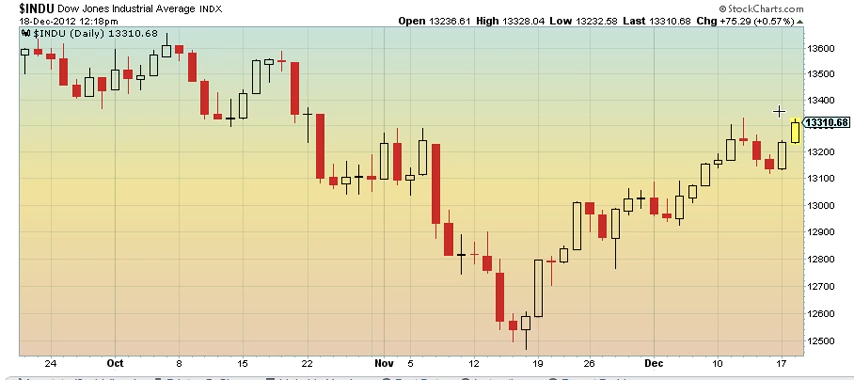 $INDU Dow Jones Industrial Average INDX
© StockCharts.com
18-Dec-2012 12:18pm
Open 13236.61 High 13328.04 Low 13232.58 Last 13310.68 Chg +75.29 (+0.57%)
$INDU (Daily) 13310.68
13600
13500
13400
13310.68
13200
13100
13000
12900
12800
12700
12600
12500
24 Oct 8 15 22 Nov 5 12 19 26 Dec 10 17